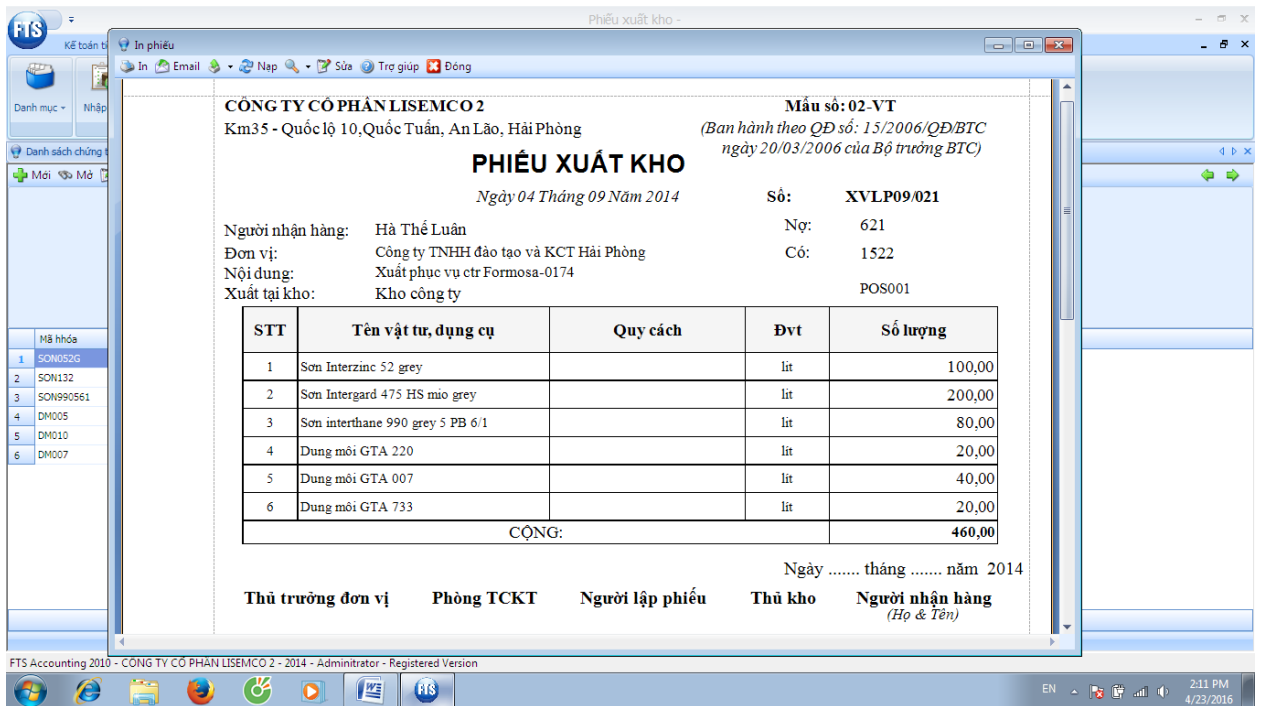 FTS
Phiếu xuất kho -
Kế toán t
In phiếu
In Email Nạp Sửa Trợ giúp Đóng
Danh mục Nhập
Danh sách chứng t
Mới Mở
CÔNG TY CỔ PHẦN LISEMCO 2
Mẫu số: 02-VT
Km35 - Quốc lộ 10,Quốc Tuấn, An Lão, Hải Phòng
(Ban hành theo QĐ số: 15/2006/QĐ/BTC
ngày 20/03/2006 của Bộ trưởng BTC)
PHIẾU XUẤT KHO
Ngày 04 Tháng 09 Năm 2014
Số: XVLP09/021
Người nhận hàng: Hà Thế Luân
Nợ: 621
Đơn vị: Công ty TNHH đào tạo và KCT Hải Phòng
Có: 1522
Nội dung: Xuất phục vụ ctr Formosa-0174
Xuất tại kho: Kho công ty
POS001
STT Tên vật tư, dụng cụ Quy cách Đvt Số lượng
1 Sơn Interzinc 52 grey lit 100,00
2 Sơn Intergard 475 HS mio grey lit 200,00
3 Sơn interthane 990 grey 5 PB 6/1 lit 80,00
4 Dung môi GTA 220 lit 20,00
5 Dung môi GTA 007 lit 40,00
6 Dung môi GTA 733 lit 20,00
CỘNG: 460,00
Ngày ....... tháng ....... năm 2014
Thủ trưởng đơn vị Phòng TCKT Người lập phiếu Thủ kho Người nhận hàng
(Họ & Tên)
Mã hhóa
1 SON052G
2 SON132
3 SON990561
4 DM005
5 DM010
6 DM007
FTS Accounting 2010 - CÔNG TY CỔ PHẦN LISEMCO 2 - 2014 - Adminitrator - Registered Version
EN
2:11 PM
4/23/2016